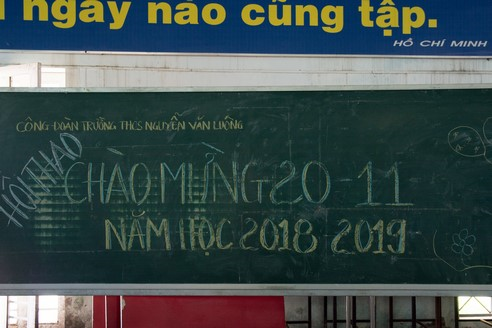 ngày nào cũng tập.
HỒ CHÍ MINH
CÔNG ĐOÀN TRƯỜNG THCS NGUYỄN VĂN LUÔNG
HỘI THAO
CHÀO MỪNG 20-11
NĂM HỌC 2018-2019